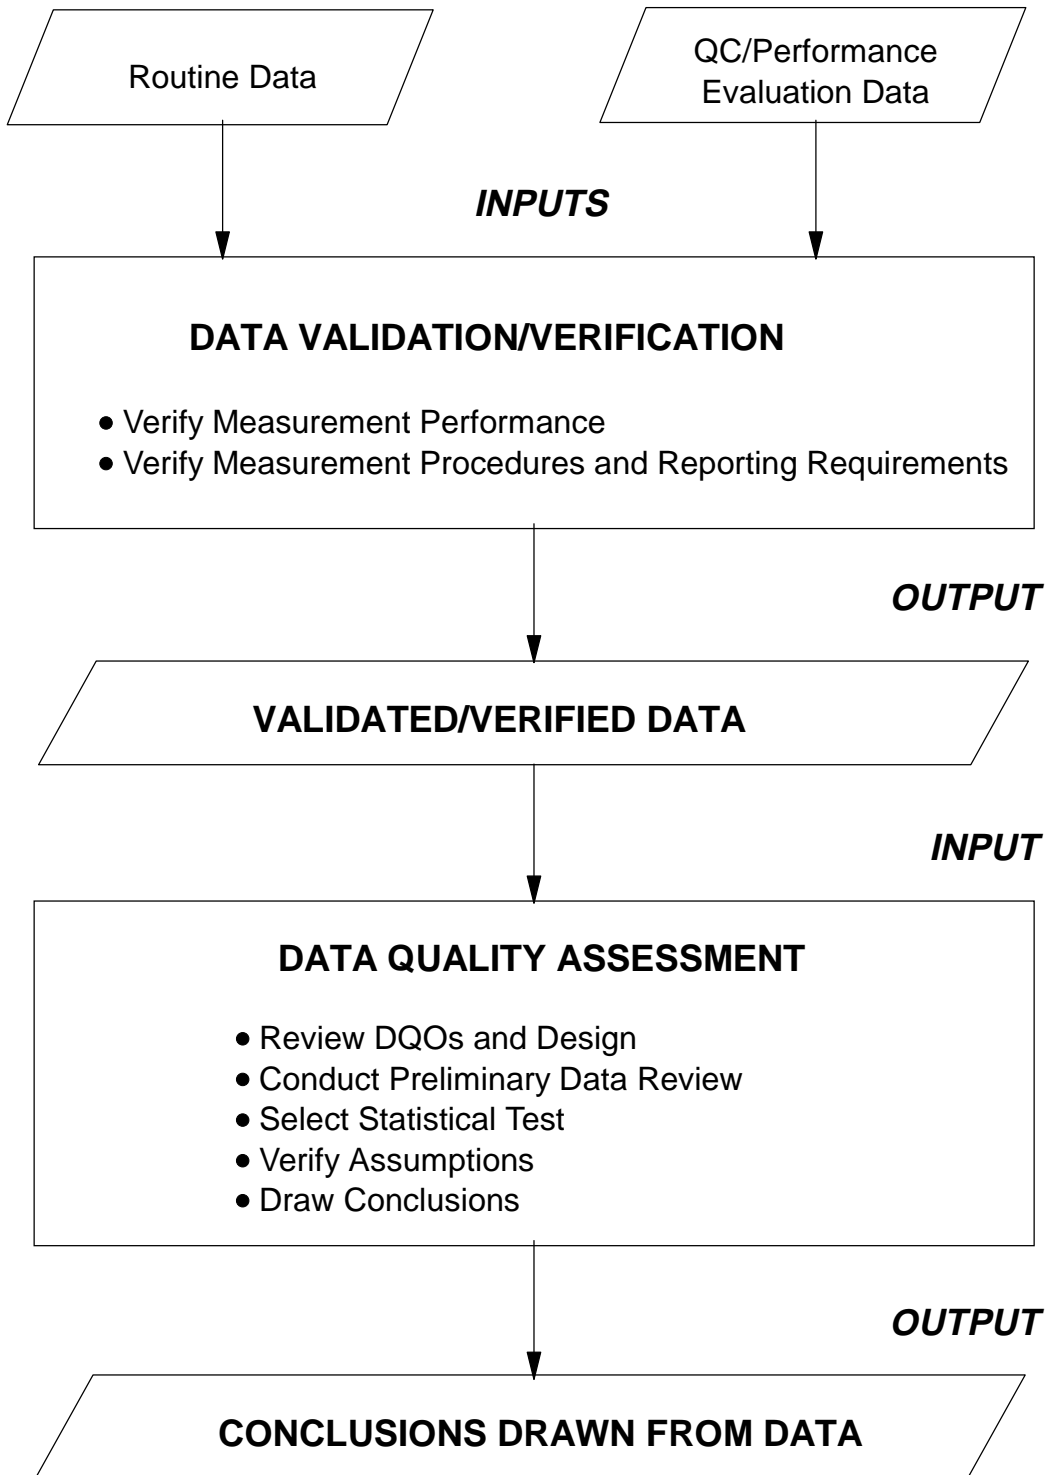 Routine Data
QC/Performance
Evaluation Data
INPUTS
DATA VALIDATION/VERIFICATION
● Verify Measurement Performance
● Verify Measurement Procedures and Reporting Requirements
OUTPUT
VALIDATED/VERIFIED DATA
INPUT
DATA QUALITY ASSESSMENT
● Review DQOs and Design
● Conduct Preliminary Data Review
● Select Statistical Test
● Verify Assumptions
● Draw Conclusions
OUTPUT
CONCLUSIONS DRAWN FROM DATA